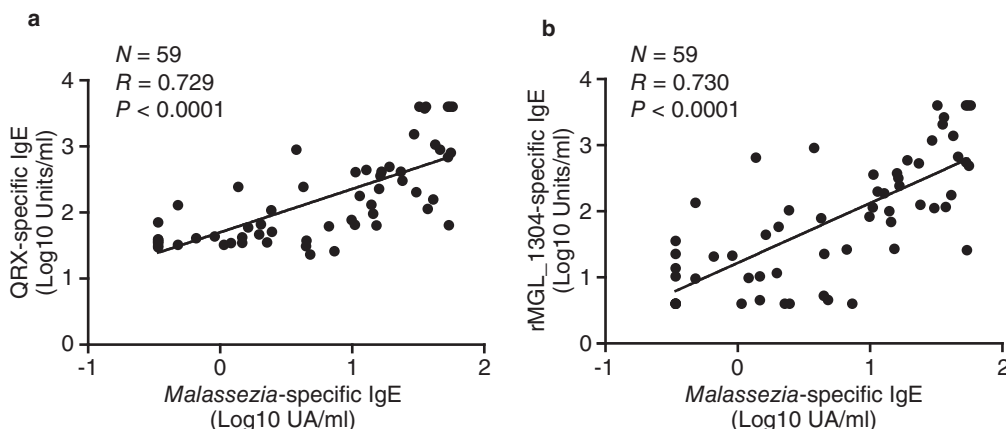 a
N = 59
R = 0.729
P < 0.0001
4
3
2
1
0
QRX-specific IgE
(Log10 Units/ml)
-1
0
1
2
Malassezia-specific IgE
(Log10 UA/ml)
b
N = 59
R = 0.730
P < 0.0001
4
3
2
1
0
rMGL_1304-specific IgE
(Log10 Units/ml)
-1
0
1
2
Malassezia-specific IgE
(Log10 UA/ml)